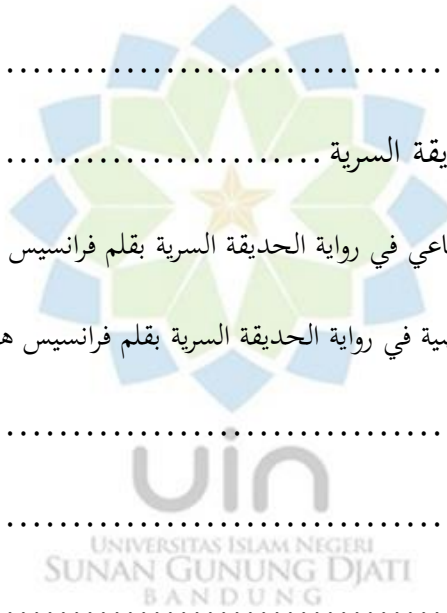 ................................
يقة السرية ........................
اعي في رواية الحديقة السرية بقلم فرانسيس
سية في رواية الحديقة السرية بقلم فرانسيس ه
................................
uin
................................
UNIVERSITAS ISLAM NEGERI
SUNAN GUNUNG DJATI
BANDUNG
................................